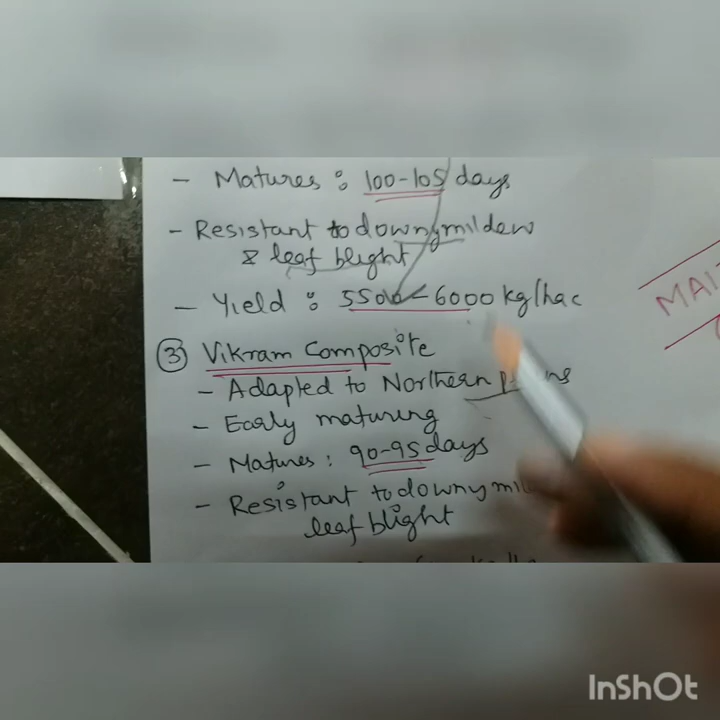 - Matures : 100-105 days
- Resistant to downy mildew
& leaf blight
- Yield : 5500-6000 kg/hac
③ Vikram Composite
- Adapted to Northern
- Early maturing
- Matures : 90-95 days
- Resistant to downy
leaf blight
MAI
InShOt